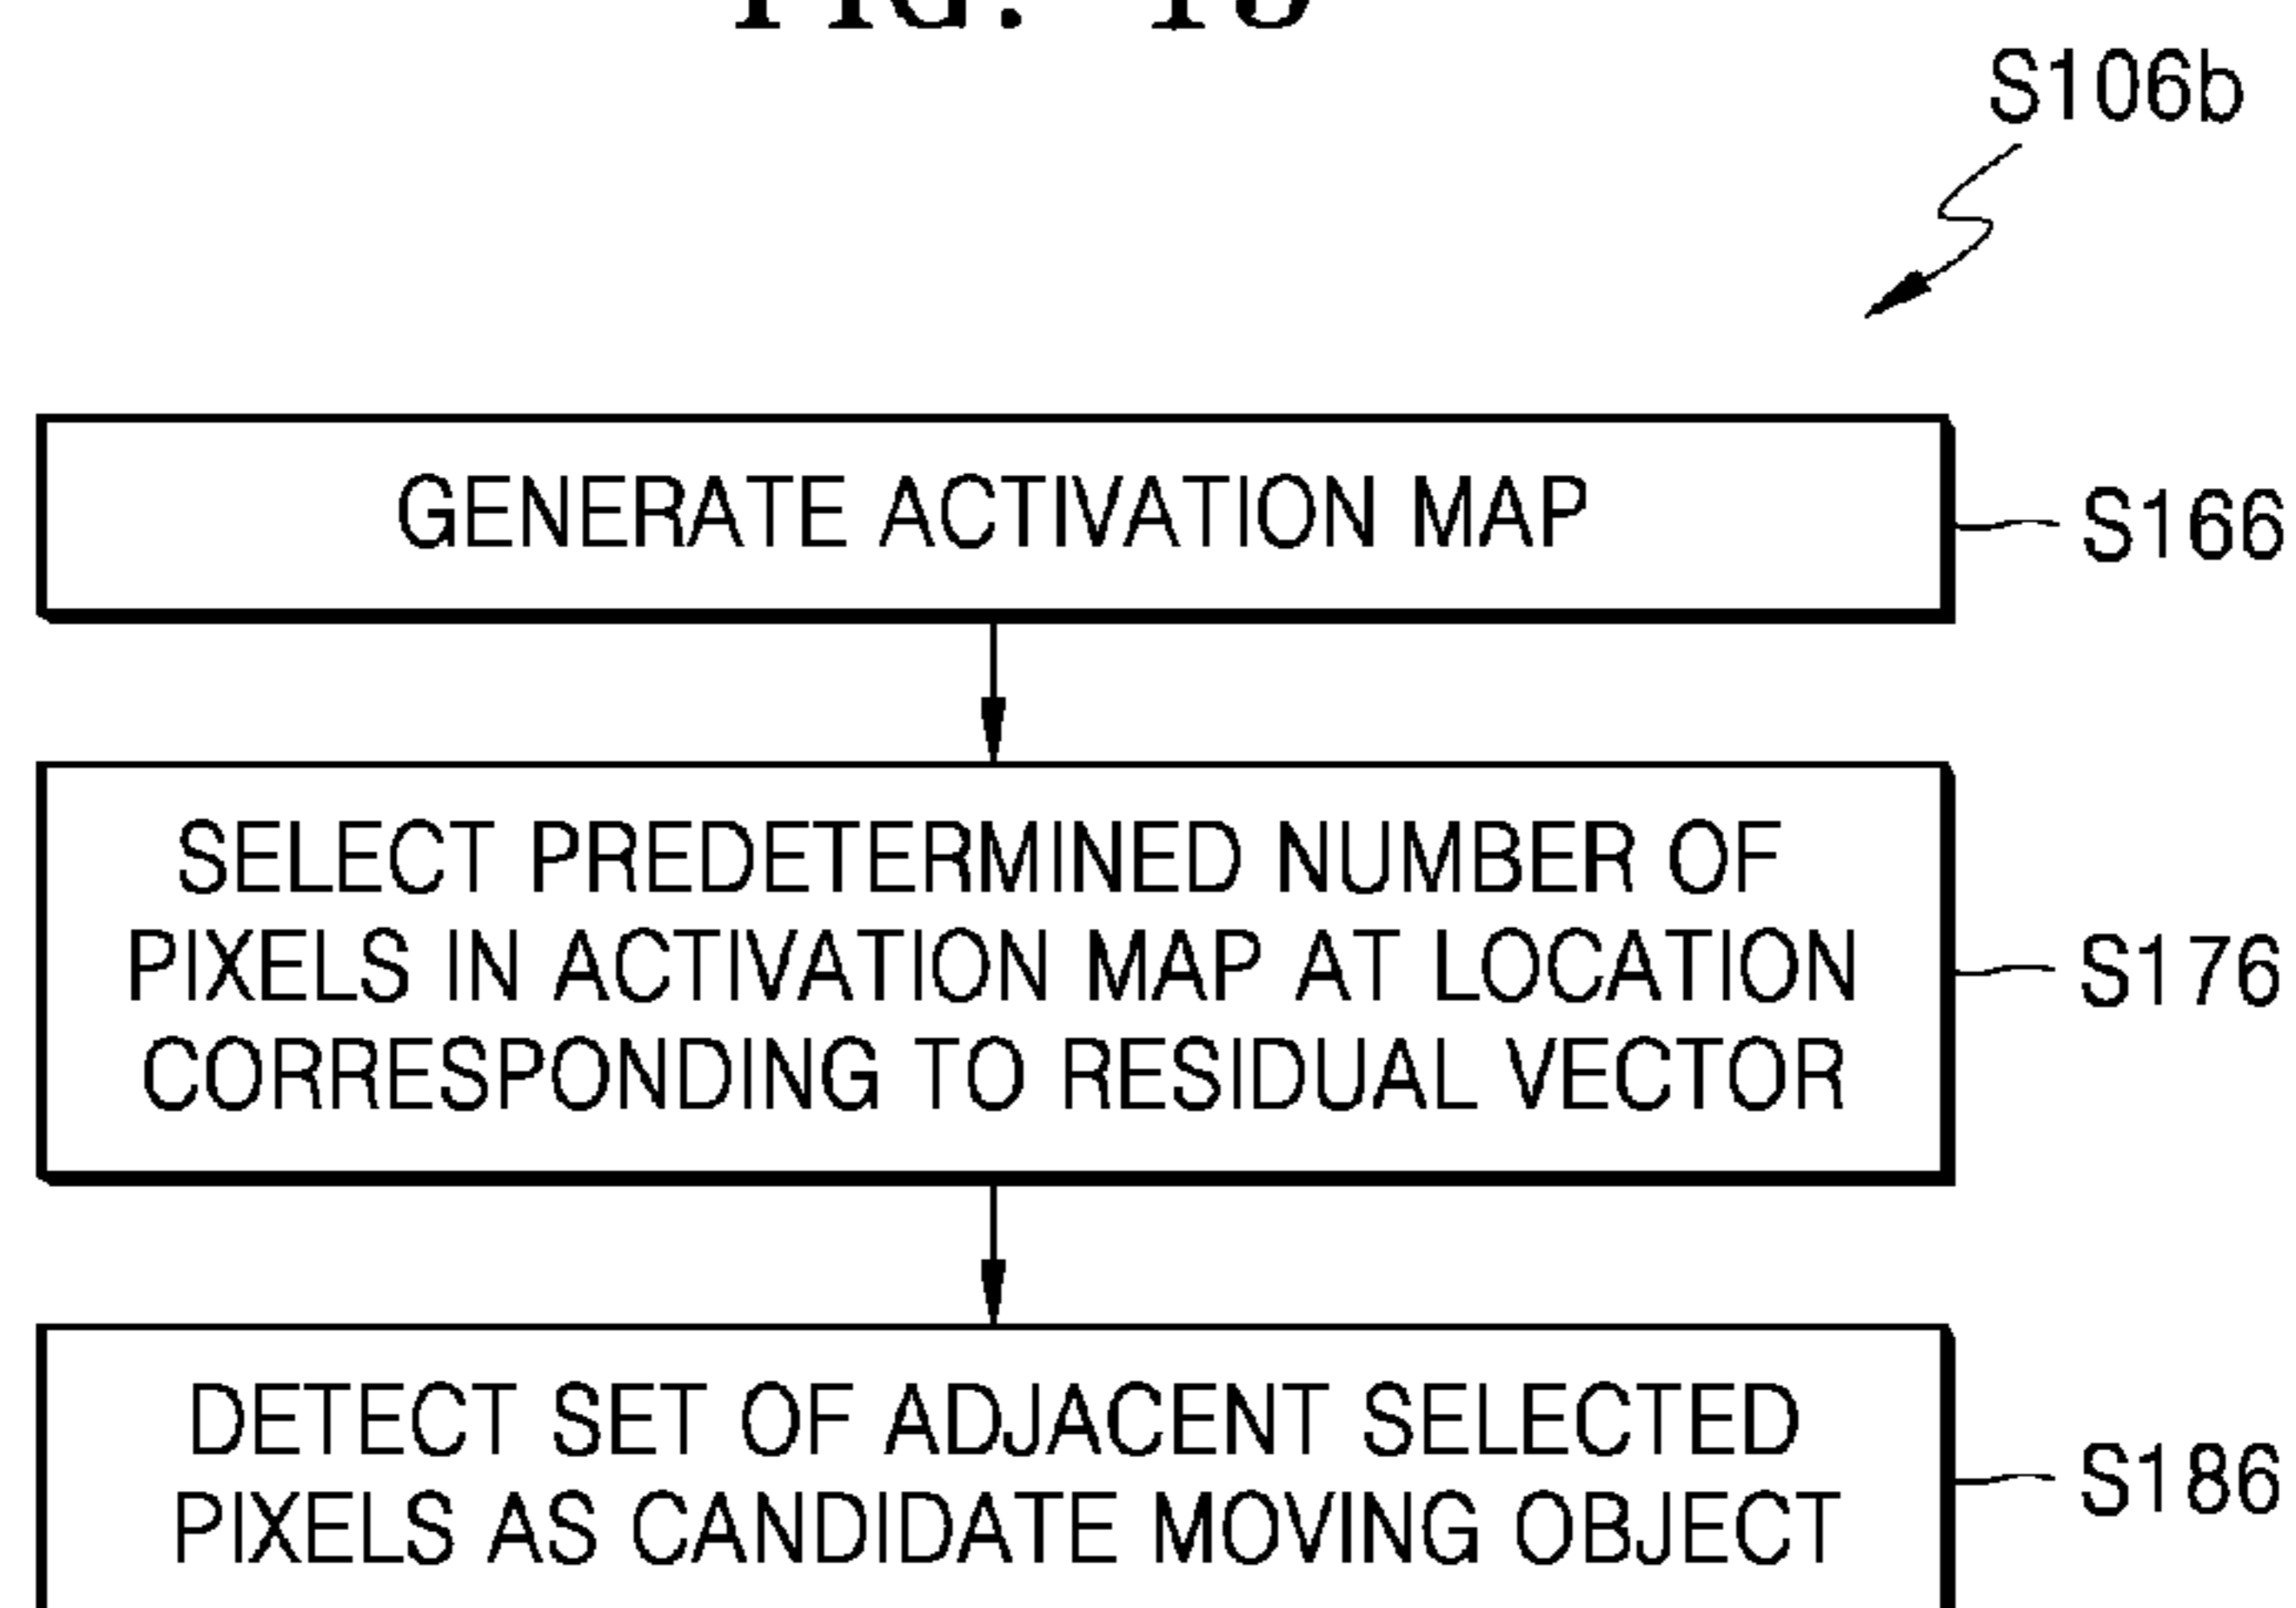 FIG.
S106b
GENERATE ACTIVATION MAP
S166
SELECT PREDETERMINED NUMBER OF
PIXELS IN ACTIVATION MAP AT LOCATION
CORRESPONDING TO RESIDUAL VECTOR
S176
DETECT SET OF ADJACENT SELECTED
PIXELS AS CANDIDATE MOVING OBJECT
S186